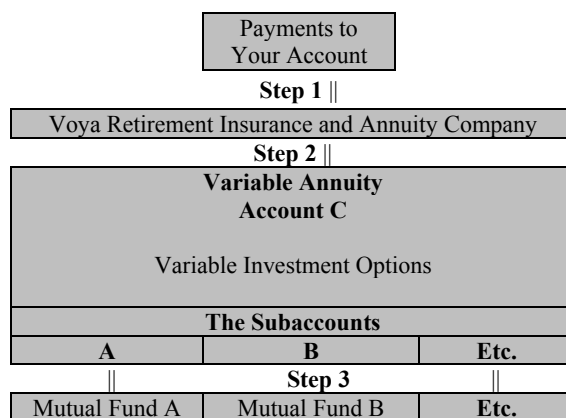 Payments to
Your Account
Step 1 ||
Voya Retirement Insurance and Annuity Company
Step 2 ||
Variable Annuity
Account C
Variable Investment Options
The Subaccounts
A B Etc.
|| Step 3 ||
Mutual Fund A Mutual Fund B Etc.